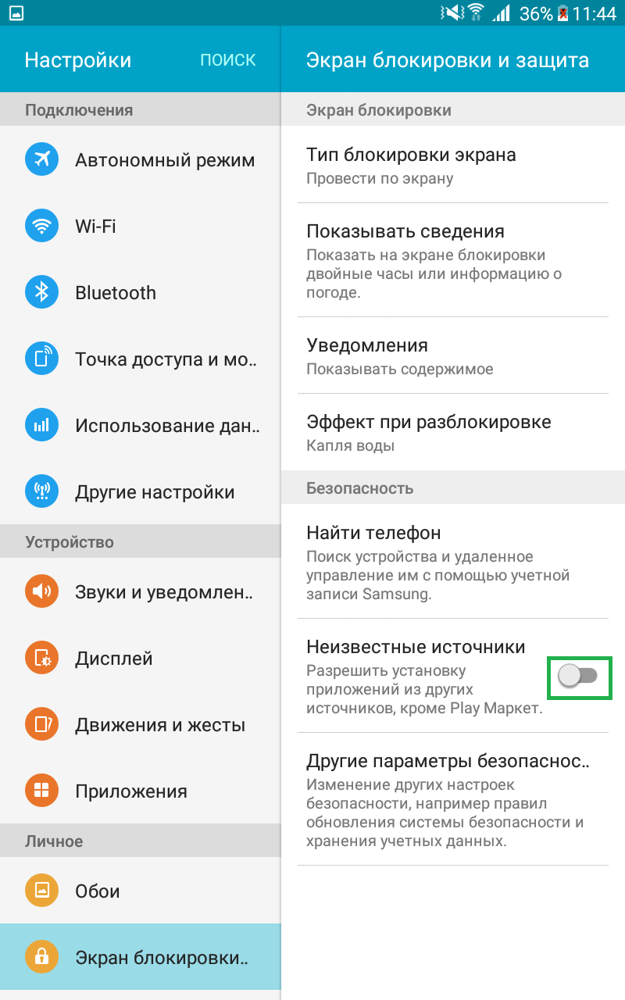 36% 11:44
Настройки
ПОИСК
Подключения
Автономный режим
Wi-Fi
Bluetooth
Точка доступа и мо..
Использование дан..
Другие настройки
Устройство
Звуки и уведомлен..
Дисплей
Движения и жесты
Приложения
Личное
Обои
Экран блокировки..
Экран блокировки и защита
Экран блокировки
Тип блокировки экрана
Провести по экрану
Показывать сведения
Показать на экране блокировки
двойные часы или информацию о
погоде.
Уведомления
Показывать содержимое
Эффект при разблокировке
Капля воды
Безопасность
Найти телефон
Поиск устройства и удаленное
управление им с помощью учетной
записи Samsung.
Неизвестные источники
Разрешить установку
приложений из других
источников, кроме Play Маркет.
Другие параметры безопаснос..
Изменение других настроек
безопасности, например правил
обновления системы безопасности и
хранения учетных данных.